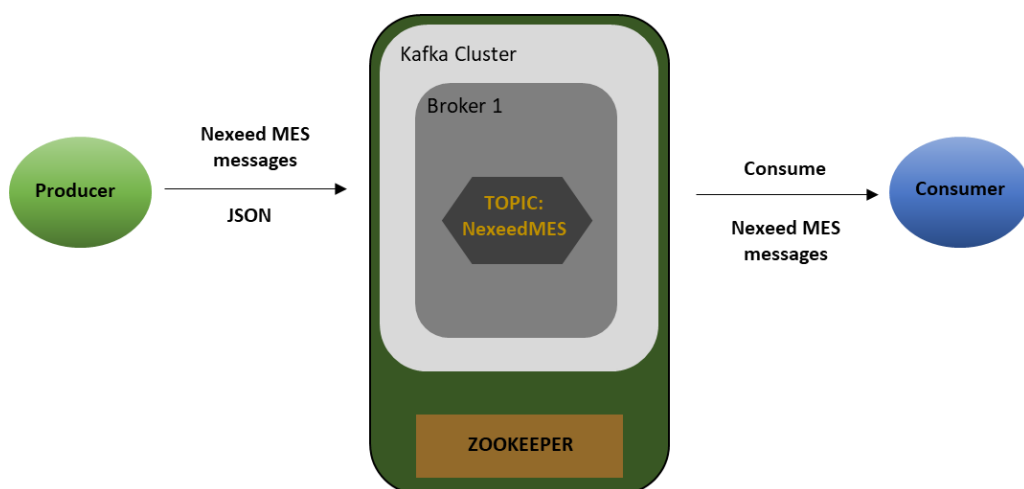 Kafka Cluster
Broker 1
Nexeed MES
messages
Producer
JSON
TOPIC:
NexeedMES
Consume
Consumer
Nexeed MES
messages
ZOOKEEPER